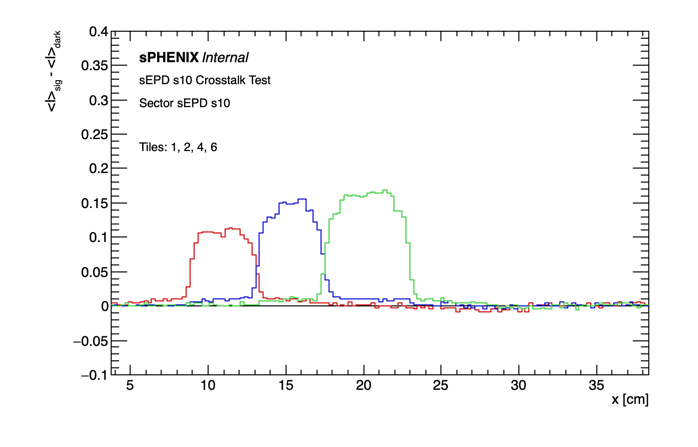 0.4
<I>sig - <I>dark
sPHENIX Internal
0.35
sEPD s10 Crosstalk Test
0.3
Sector sEPD s10
0.25
Tiles: 1, 2, 4, 6
0.2
0.15
0.1
0.05
0
−0.05
−0.1
5 10 15 20 25 30 35
x [cm]